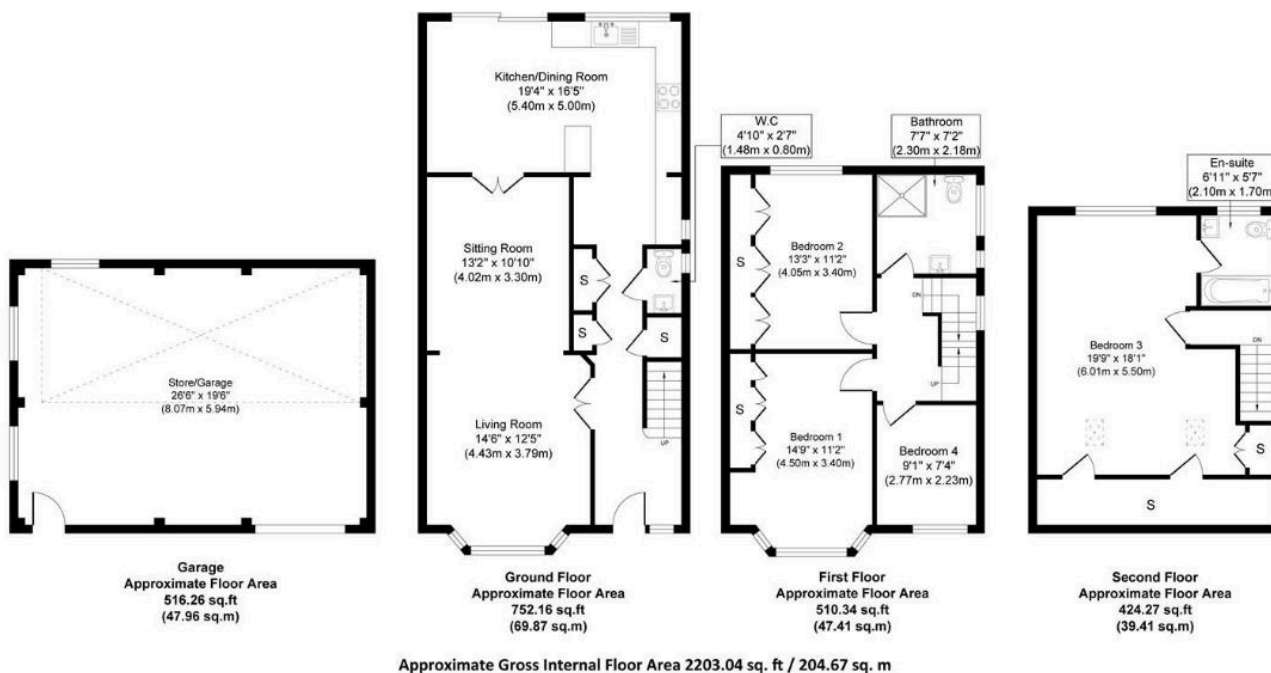 Store/Garage
26'6" x 19'6"
(8.07m x 5.94m)
Garage
Approximate Floor Area
516.26 sq.ft
(47.96 sq.m)
Kitchen/Dining Room
19'4" x 16'5"
(5.40m x 5.00m)
W.C
4'10" x 2'7"
(1.48m x 0.80m)
Sitting Room
13'2" x 10'10"
(4.02m x 3.30m)
S
S
S
Living Room
14'6" x 12'5"
(4.43m x 3.79m)
UP
Ground Floor
Approximate Floor Area
752.16 sq.ft
(69.87 sq.m)
Bathroom
7'7" x 7'2"
(2.30m x 2.18m)
Bedroom 2
13'3" x 11'2"
(4.05m x 3.40m)
S
DN
UP
S
Bedroom 1
14'9" x 11'2"
(4.50m x 3.40m)
Bedroom 4
9'1" x 7'4"
(2.77m x 2.23m)
First Floor
Approximate Floor Area
510.34 sq.ft
(47.41 sq.m)
En-suite
6'11" x 5'7"
(2.10m x 1.70m)
Bedroom 3
19'9" x 18'1"
(6.01m x 5.50m)
DN
S
S
Second Floor
Approximate Floor Area
424.27 sq.ft
(39.41 sq.m)
Approximate Gross Internal Floor Area 2203.04 sq. ft / 204.67 sq. m